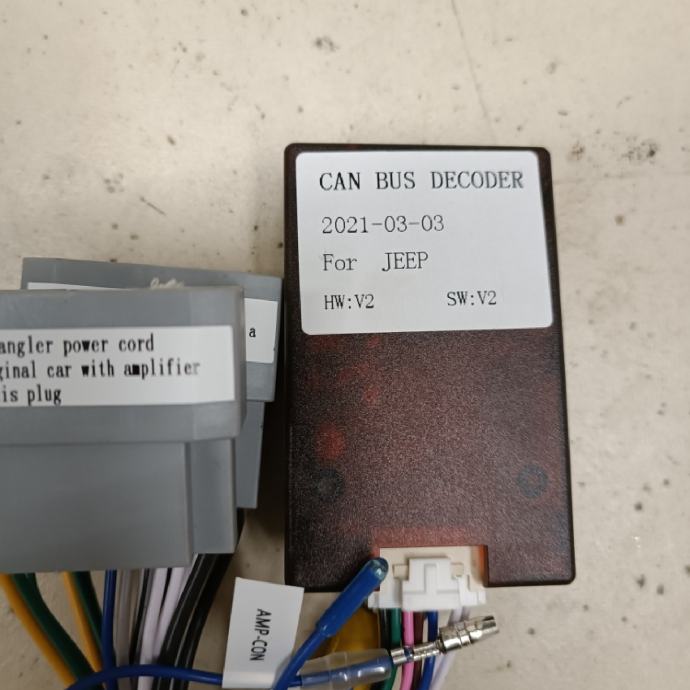 CAN BUS DECODER
2021-03-03
For JEEP
HW:V2 SW:V2
a
angler power cord
ginal car with amplifier
is plug
AMP-CON